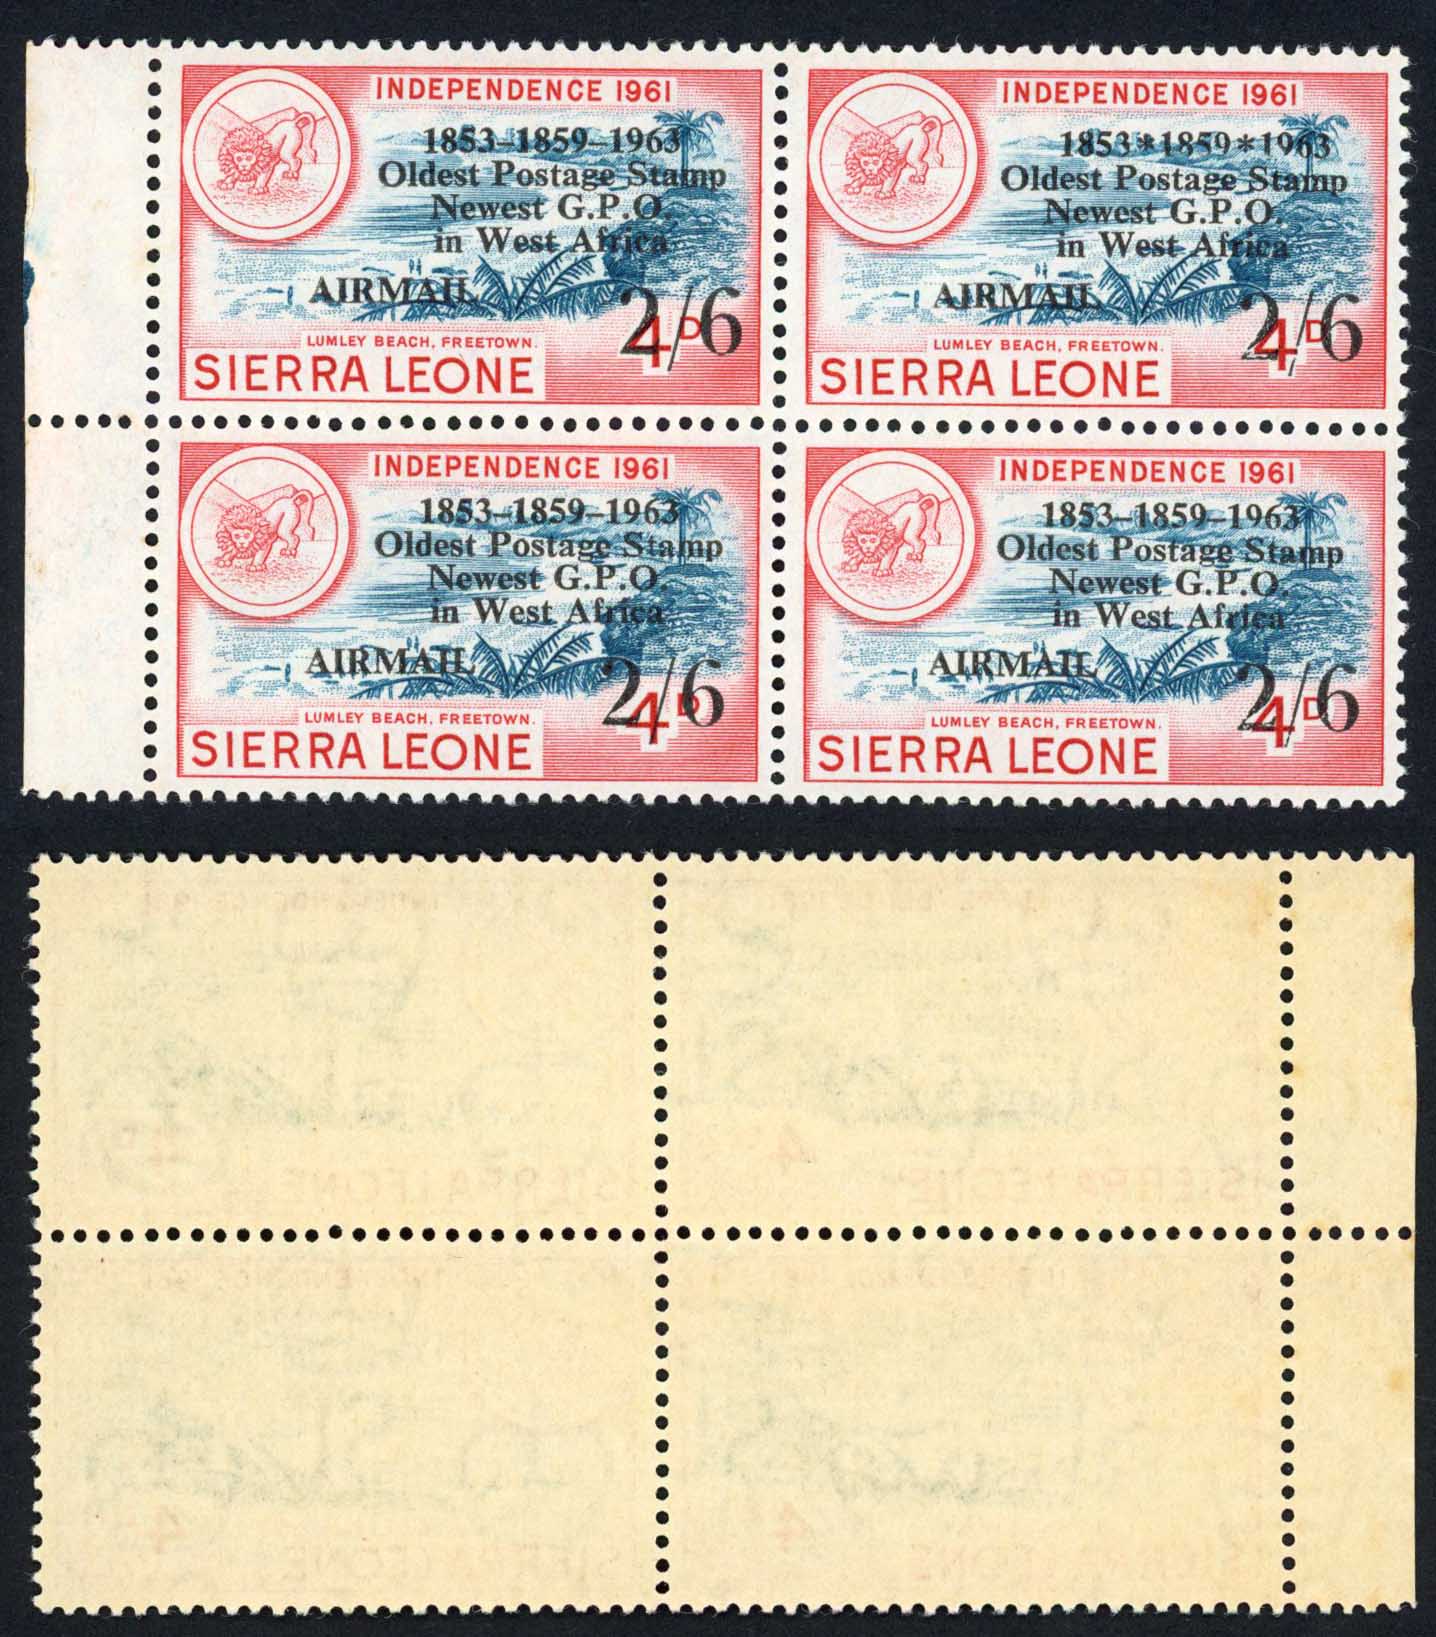 INDEPENDENCE 1961
1853–1859–1963
Oldest Postage Stamp
Newest G.P.O.
in West Africa
AIRMAIL
2/6
4D
LUMLEY BEACH, FREETOWN.
SIERRA LEONE
INDEPENDENCE 1961
1853*1859*1963
Oldest Postage Stamp
Newest G.P.O.
in West Africa
AIRMAIL
2/6
4D
LUMLEY BEACH, FREETOWN.
SIERRA LEONE
INDEPENDENCE 1961
1853–1859–1963
Oldest Postage Stamp
Newest G.P.O.
in West Africa
AIRMAIL
2/6
4D
LUMLEY BEACH, FREETOWN.
SIERRA LEONE
INDEPENDENCE 1961
1853–1859–1963
Oldest Postage Stamp
Newest G.P.O.
in West Africa
AIRMAIL
2/6
4D
LUMLEY BEACH, FREETOWN.
SIERRA LEONE